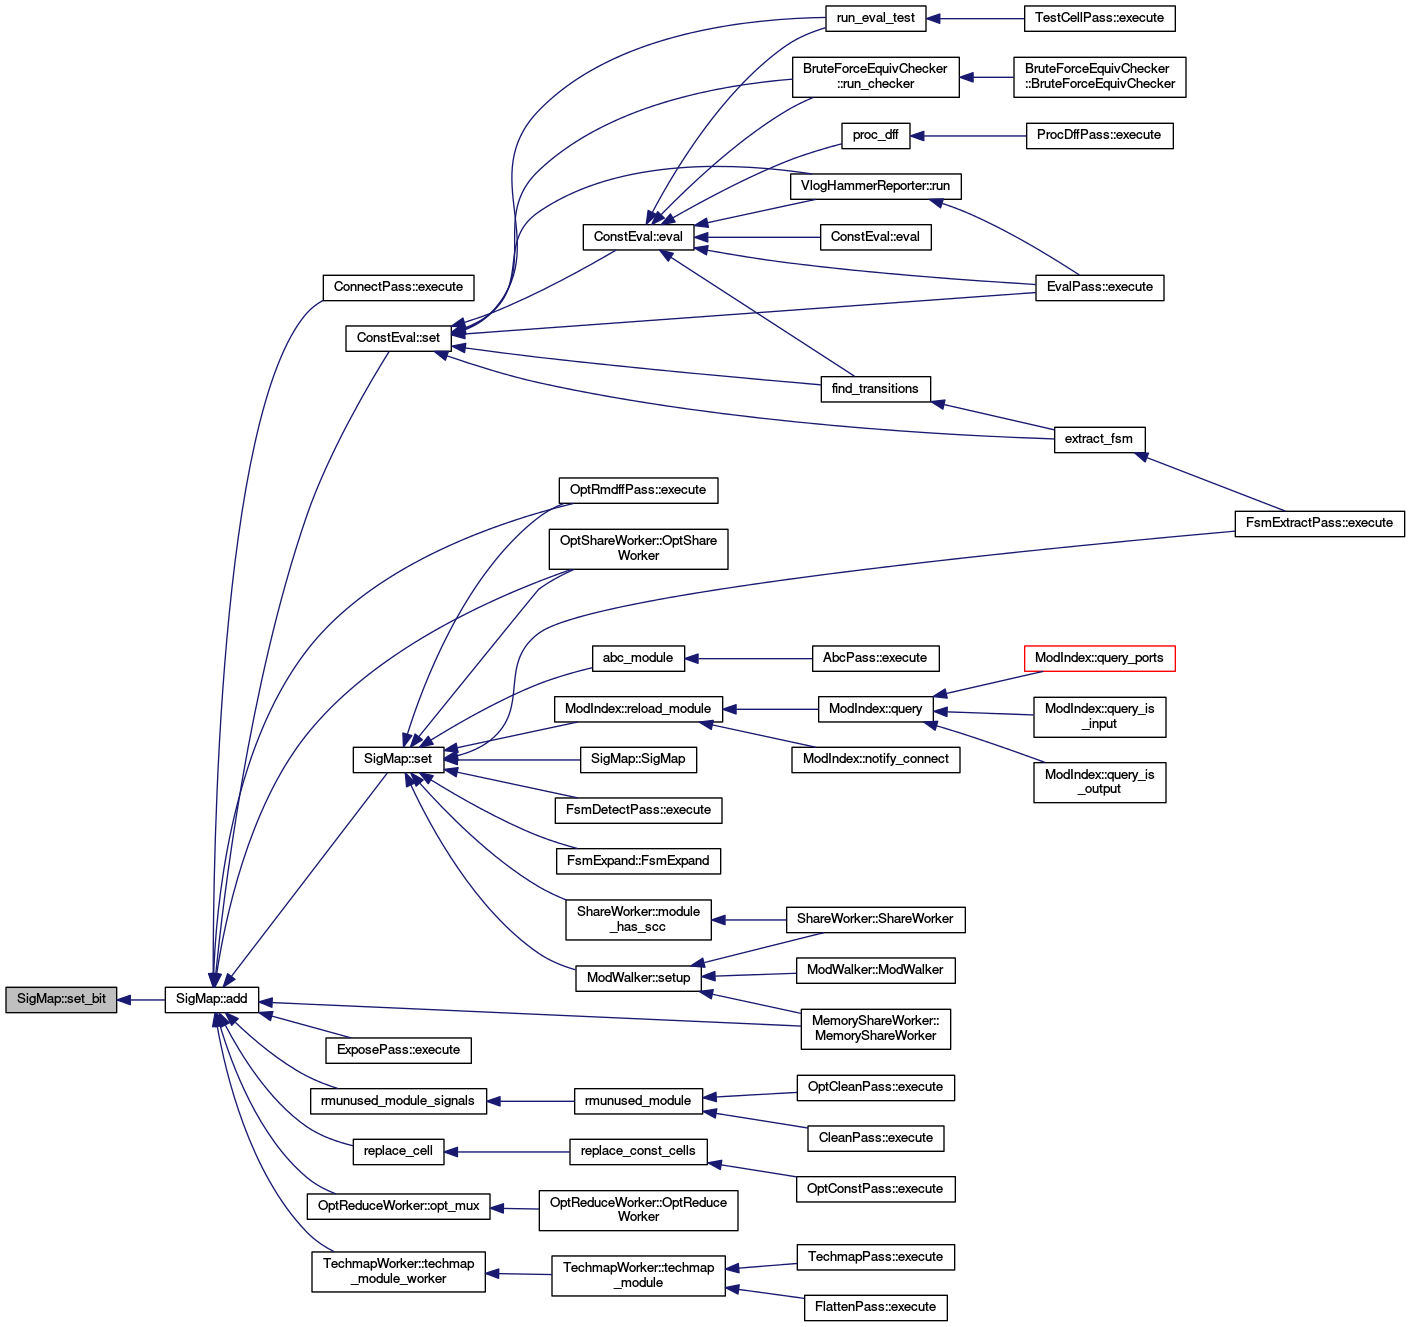 run_eval_test
TestCellPass::execute
BruteForceEquivChecker
::run_checker
BruteForceEquivChecker
::BruteForceEquivChecker
proc_dff
ProcDffPass::execute
VlogHammerReporter::run
ConstEval::eval
ConstEval::eval
ConnectPass::execute
EvalPass::execute
ConstEval::set
find_transitions
extract_fsm
OptRmdffPass::execute
FsmExtractPass::execute
OptShareWorker::OptShare
Worker
abc_module
AbcPass::execute
ModIndex::query_ports
ModIndex::reload_module
ModIndex::query
ModIndex::query_is
_input
SigMap::set
SigMap::SigMap
ModIndex::notify_connect
ModIndex::query_is
_output
FsmDetectPass::execute
FsmExpand::FsmExpand
ShareWorker::module
_has_scc
ShareWorker::ShareWorker
ModWalker::setup
ModWalker::ModWalker
SigMap::set_bit
SigMap::add
MemoryShareWorker::
MemoryShareWorker
ExposePass::execute
rmunused_module_signals
rmunused_module
OptCleanPass::execute
CleanPass::execute
replace_cell
replace_const_cells
OptConstPass::execute
OptReduceWorker::opt_mux
OptReduceWorker::OptReduce
Worker
TechmapWorker::techmap
_module_worker
TechmapWorker::techmap
_module
TechmapPass::execute
FlattenPass::execute